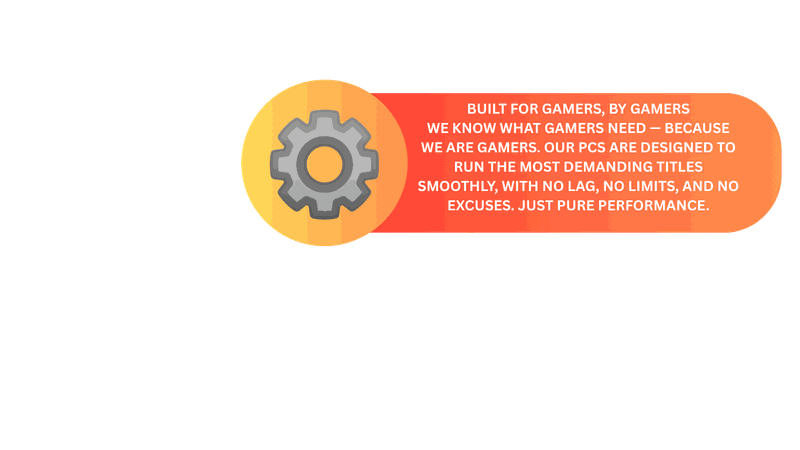 BUILT FOR GAMERS, BY GAMERS
WE KNOW WHAT GAMERS NEED — BECAUSE
WE ARE GAMERS. OUR PCS ARE DESIGNED TO
RUN THE MOST DEMANDING TITLES
SMOOTHLY, WITH NO LAG, NO LIMITS, AND NO
EXCUSES. JUST PURE PERFORMANCE.